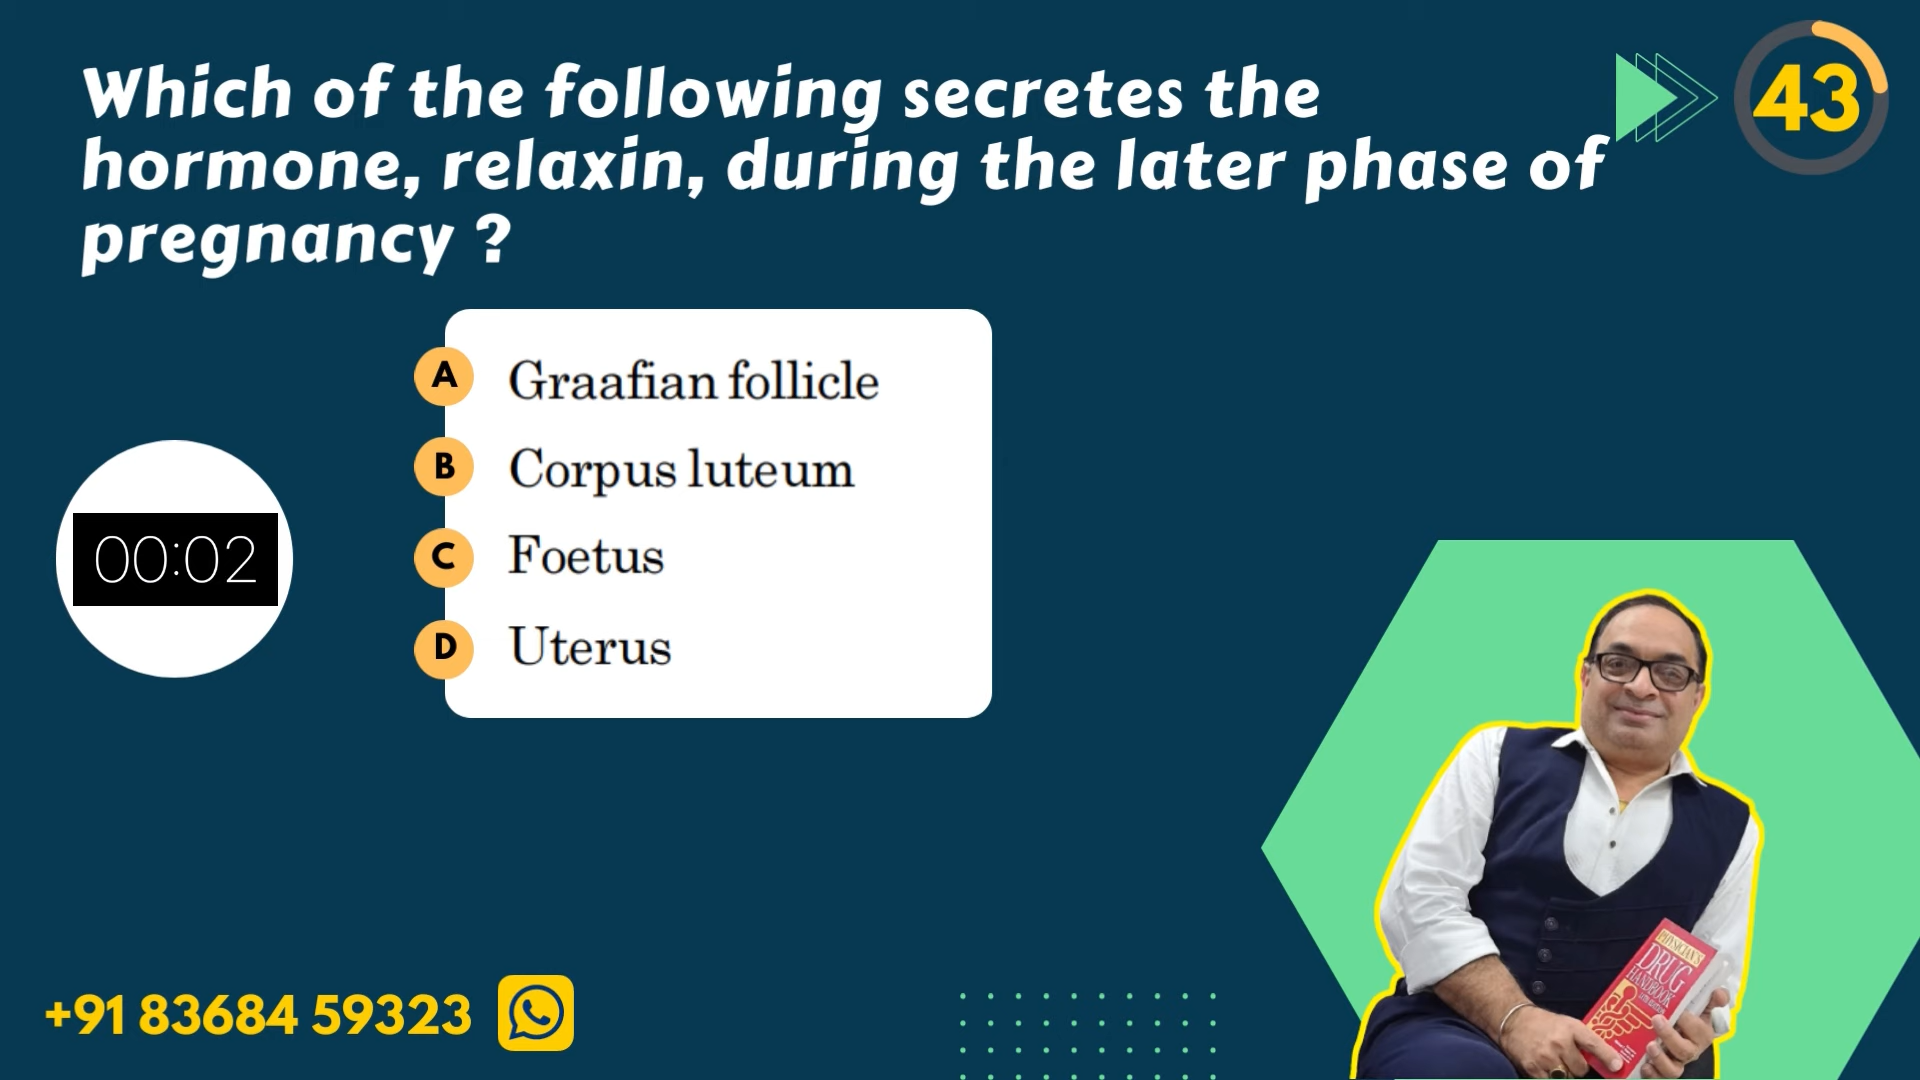 Which of the following secretes the
hormone, relaxin, during the later phase of
pregnancy ?
43
A Graafian follicle
B Corpus luteum
C Foetus
D Uterus
00:02
+91 83684 59323
PHYSICIAN'S
DRUG
HANDBOOK